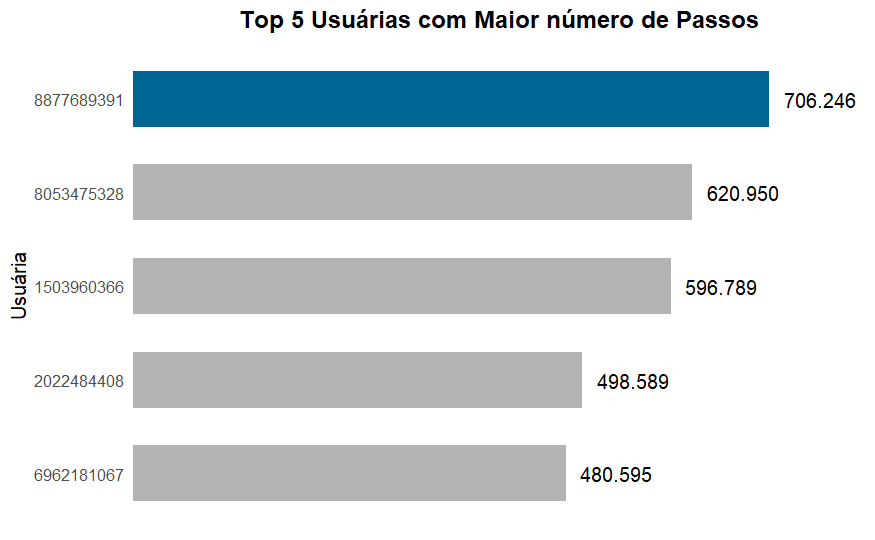 Top 5 Usuárias com Maior número de Passos
Usuária
8877689391 706.246
8053475328 620.950
1503960366 596.789
2022484408 498.589
6962181067 480.595